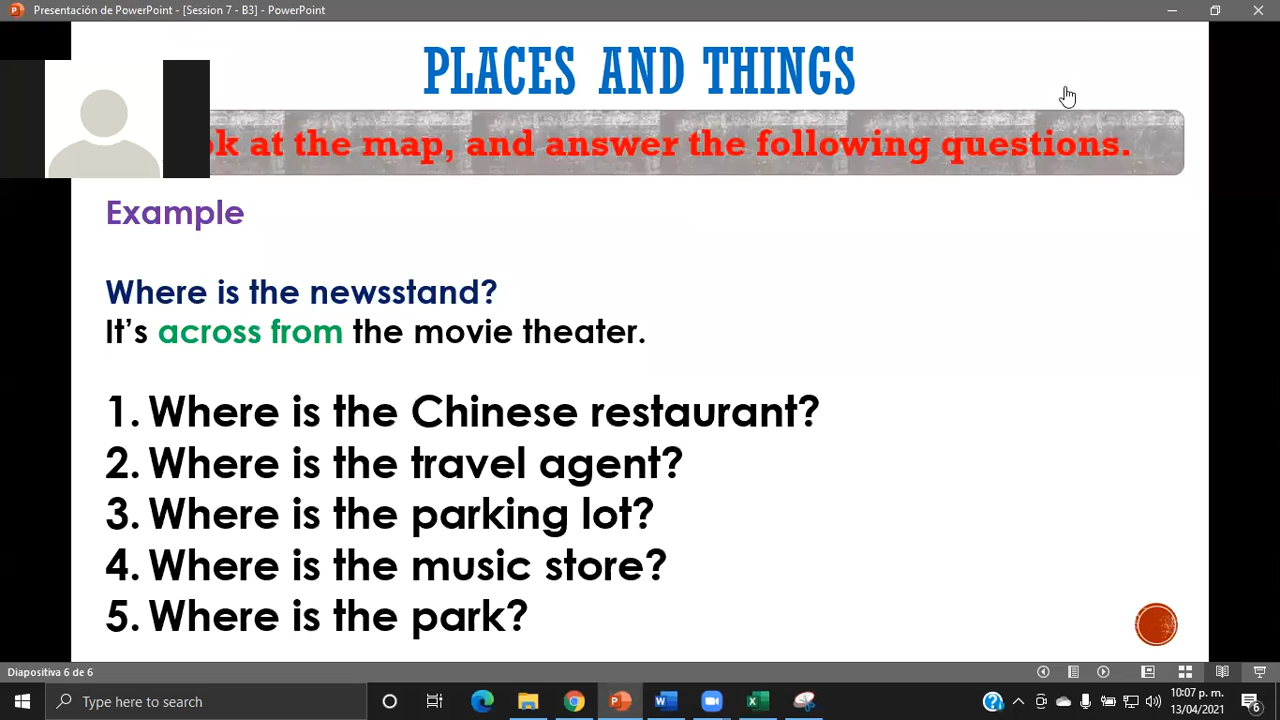 Presentación de PowerPoint - [Session 7 - B3] - PowerPoint
PLACES AND THINGS
at the map, and answer the following questions.
Example
Where is the newsstand?
It's across from the movie theater.
1. Where is the Chinese restaurant?
2. Where is the travel agent?
3. Where is the parking lot?
4. Where is the music store?
5. Where is the park?
Diapositiva 6 de 6
Type here to search
10:07 p. m.
13/04/2021
6